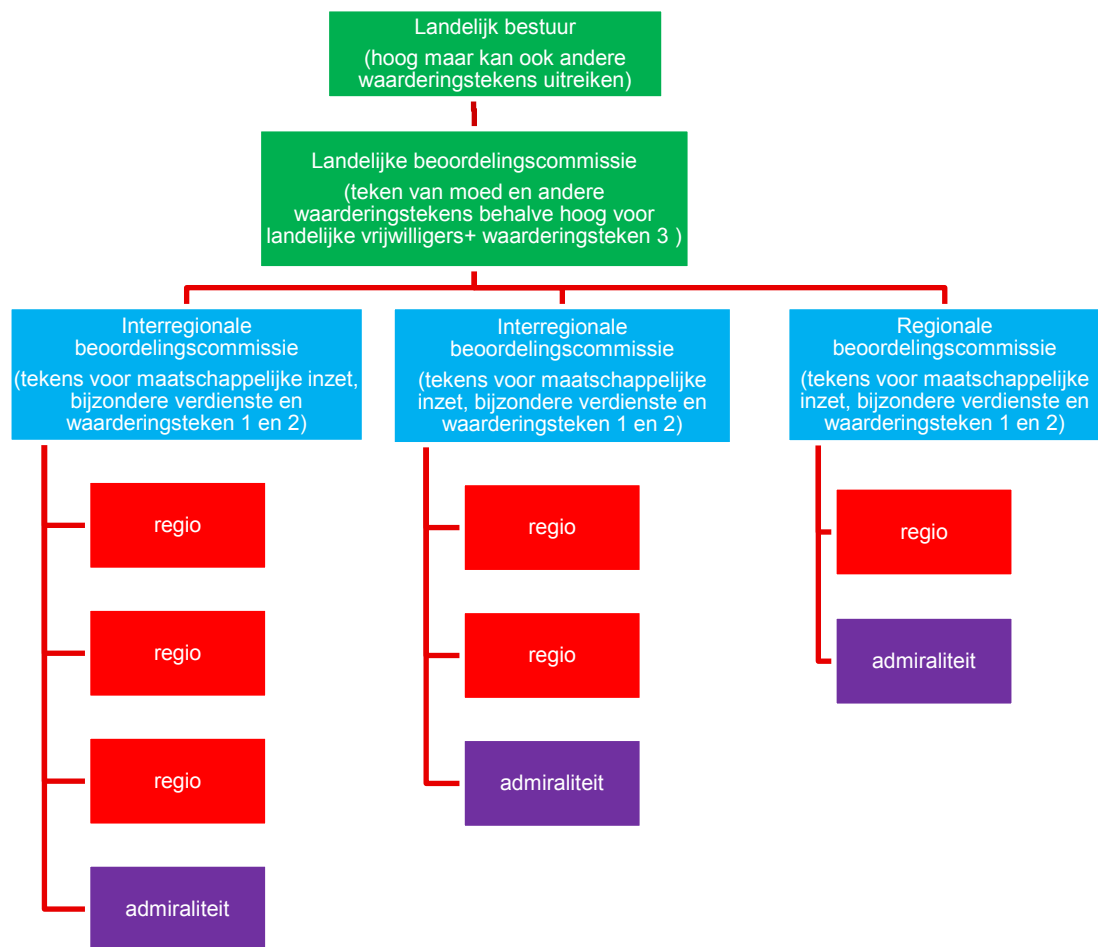 Landelijk bestuur
(hoog maar kan ook andere
waarderingstekens uitreiken)
Landelijke beoordelingscommissie
(teken van moed en andere
waarderingstekens behalve hoog voor
landelijke vrijwilligers+ waarderingsteken 3 )
Interregionale
beoordelingscommissie
(tekens voor maatschappelijke inzet,
bijzondere verdienste en
waarderingsteken 1 en 2)
regio
regio
regio
admiraliteit
Interregionale
beoordelingscommissie
(tekens voor maatschappelijke
inzet, bijzondere verdienste en
waarderingsteken 1 en 2)
regio
regio
admiraliteit
Regionale
beoordelingscommissie
(tekens voor maatschappelijke
inzet, bijzondere verdienste en
waarderingsteken 1 en 2)
regio
admiraliteit